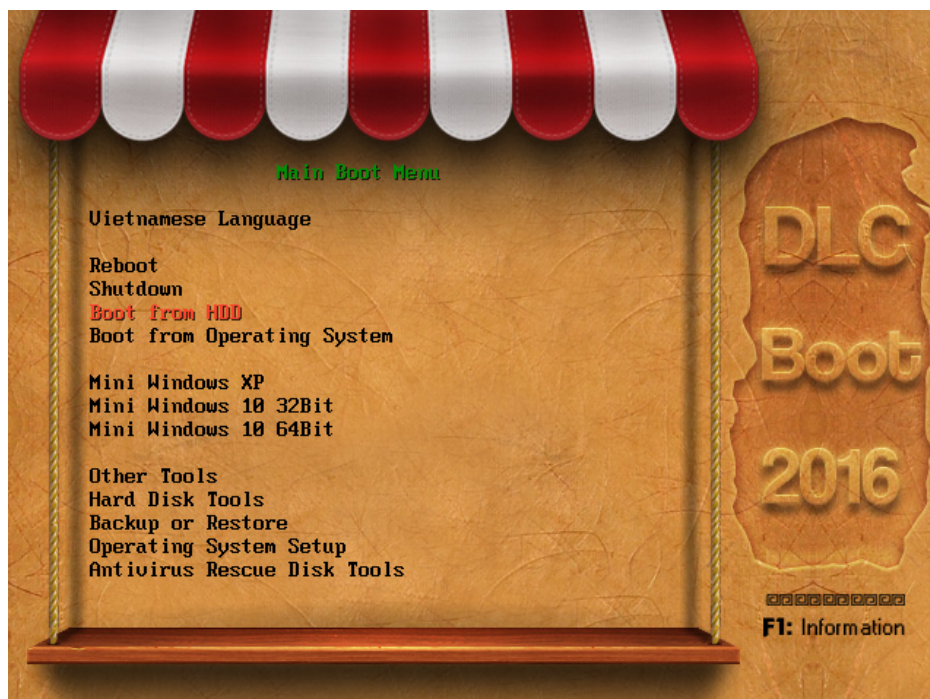 Main Boot Menu
Vietnamese Language
Reboot
Shutdown
Boot from HDD
Boot from Operating System
Mini Windows XP
Mini Windows 10 32Bit
Mini Windows 10 64Bit
Other Tools
Hard Disk Tools
Backup or Restore
Operating System Setup
Antivirus Rescue Disk Tools
DLC
Boot
2016
F1: Information